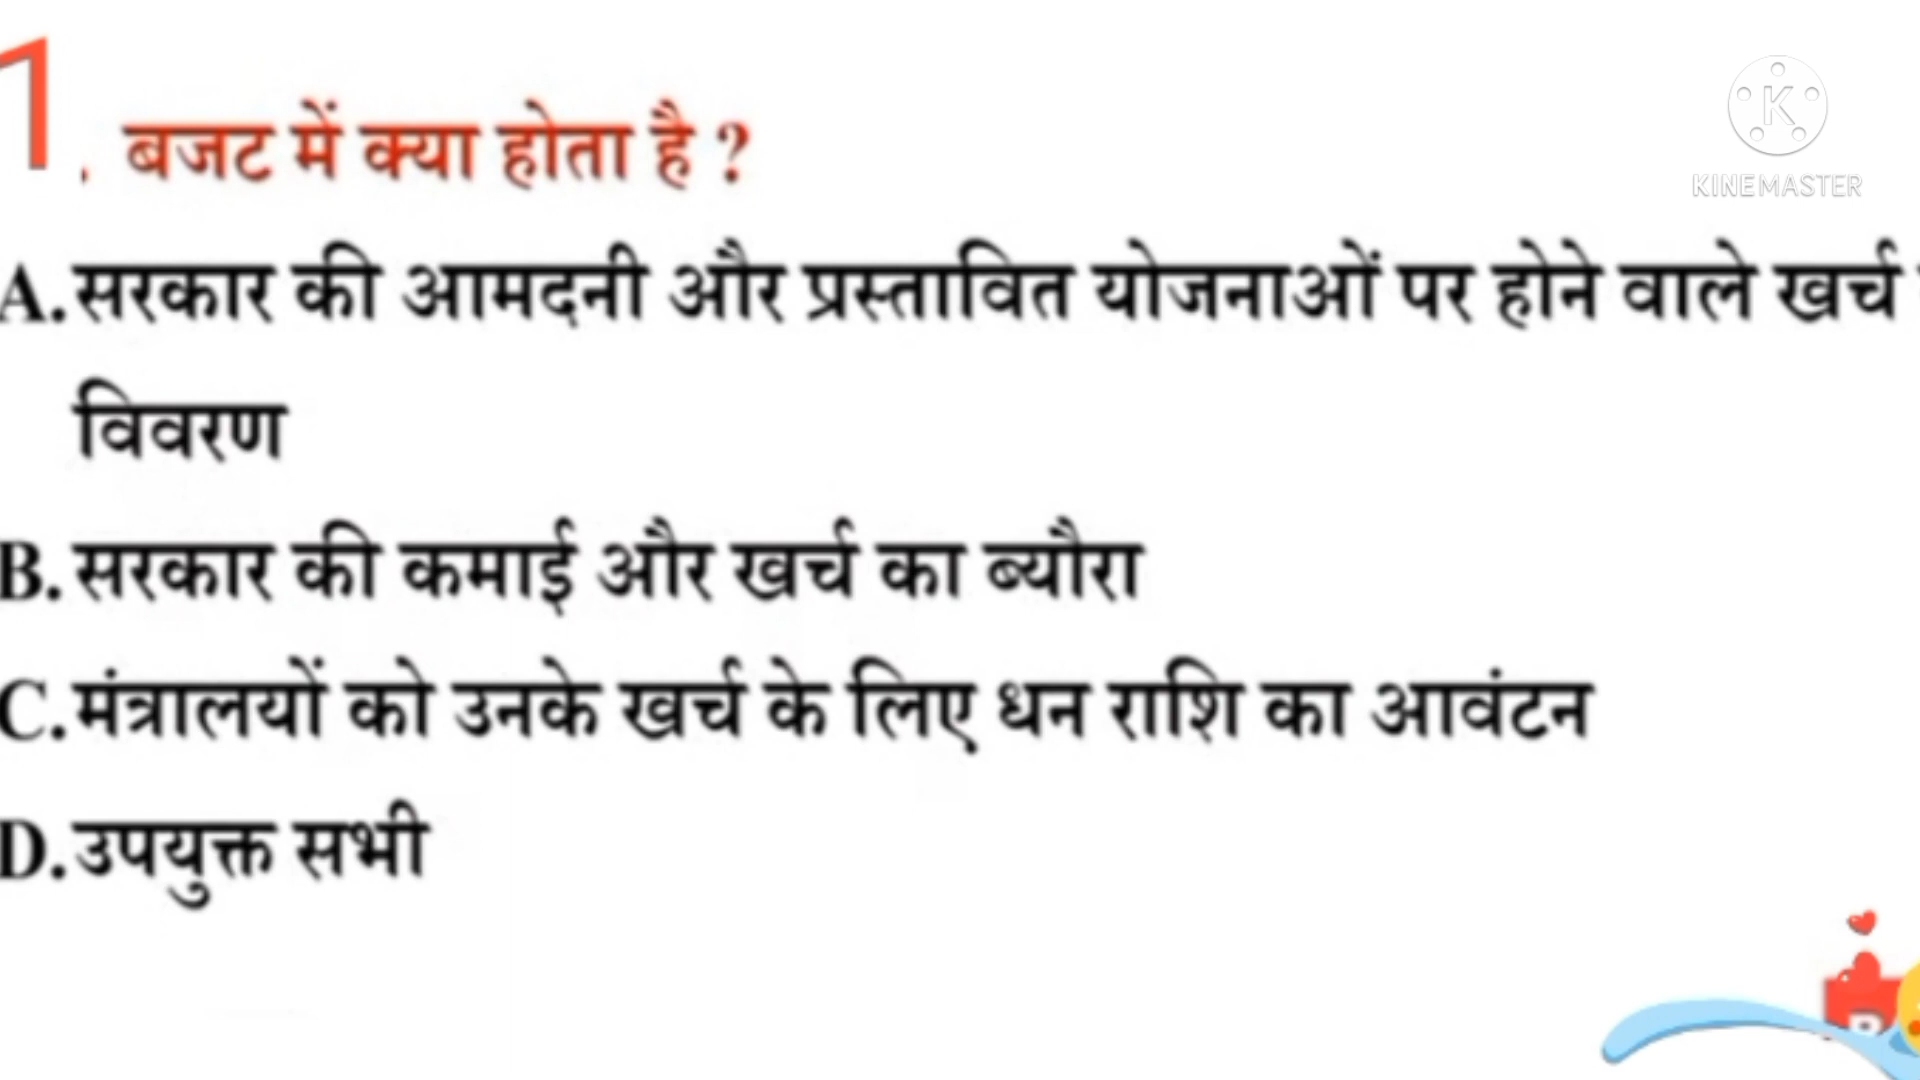 1. बजट में क्या होता है ?
KINEMASTER
A.सरकार की आमदनी और प्रस्तावित योजनाओं पर होने वाले खर्च
विवरण
B. सरकार की कमाई और खर्च का ब्यौरा
C.मंत्रालयों को उनके खर्च के लिए धन राशि का आवंटन
D.उपयुक्त सभी